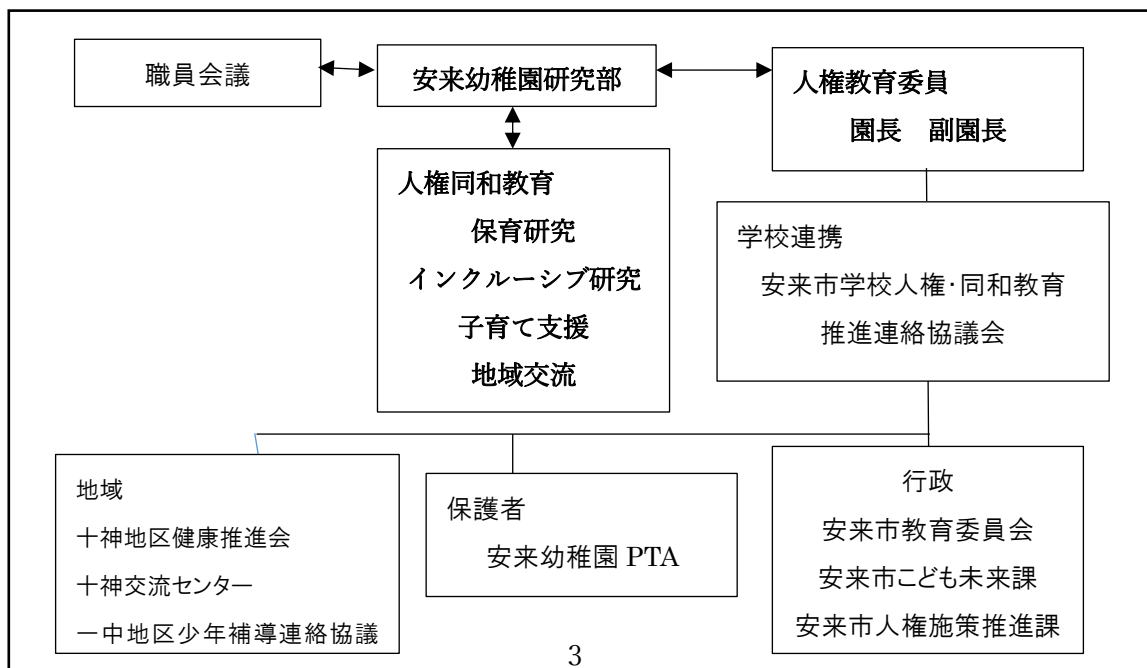 職員会議
安来幼稚園研究部
人権教育委員
園長　副園長
人権同和教育
保育研究
インクルーシブ研究
子育て支援
地域交流
学校連携
安来市学校人権・同和教育
推進連絡協議会
地域
十神地区健康推進会
十神交流センター
一中地区少年補導連絡協議
保護者
安来幼稚園 PTA
行政
安来市教育委員会
安来市こども未来課
安来市人権施策推進課
3